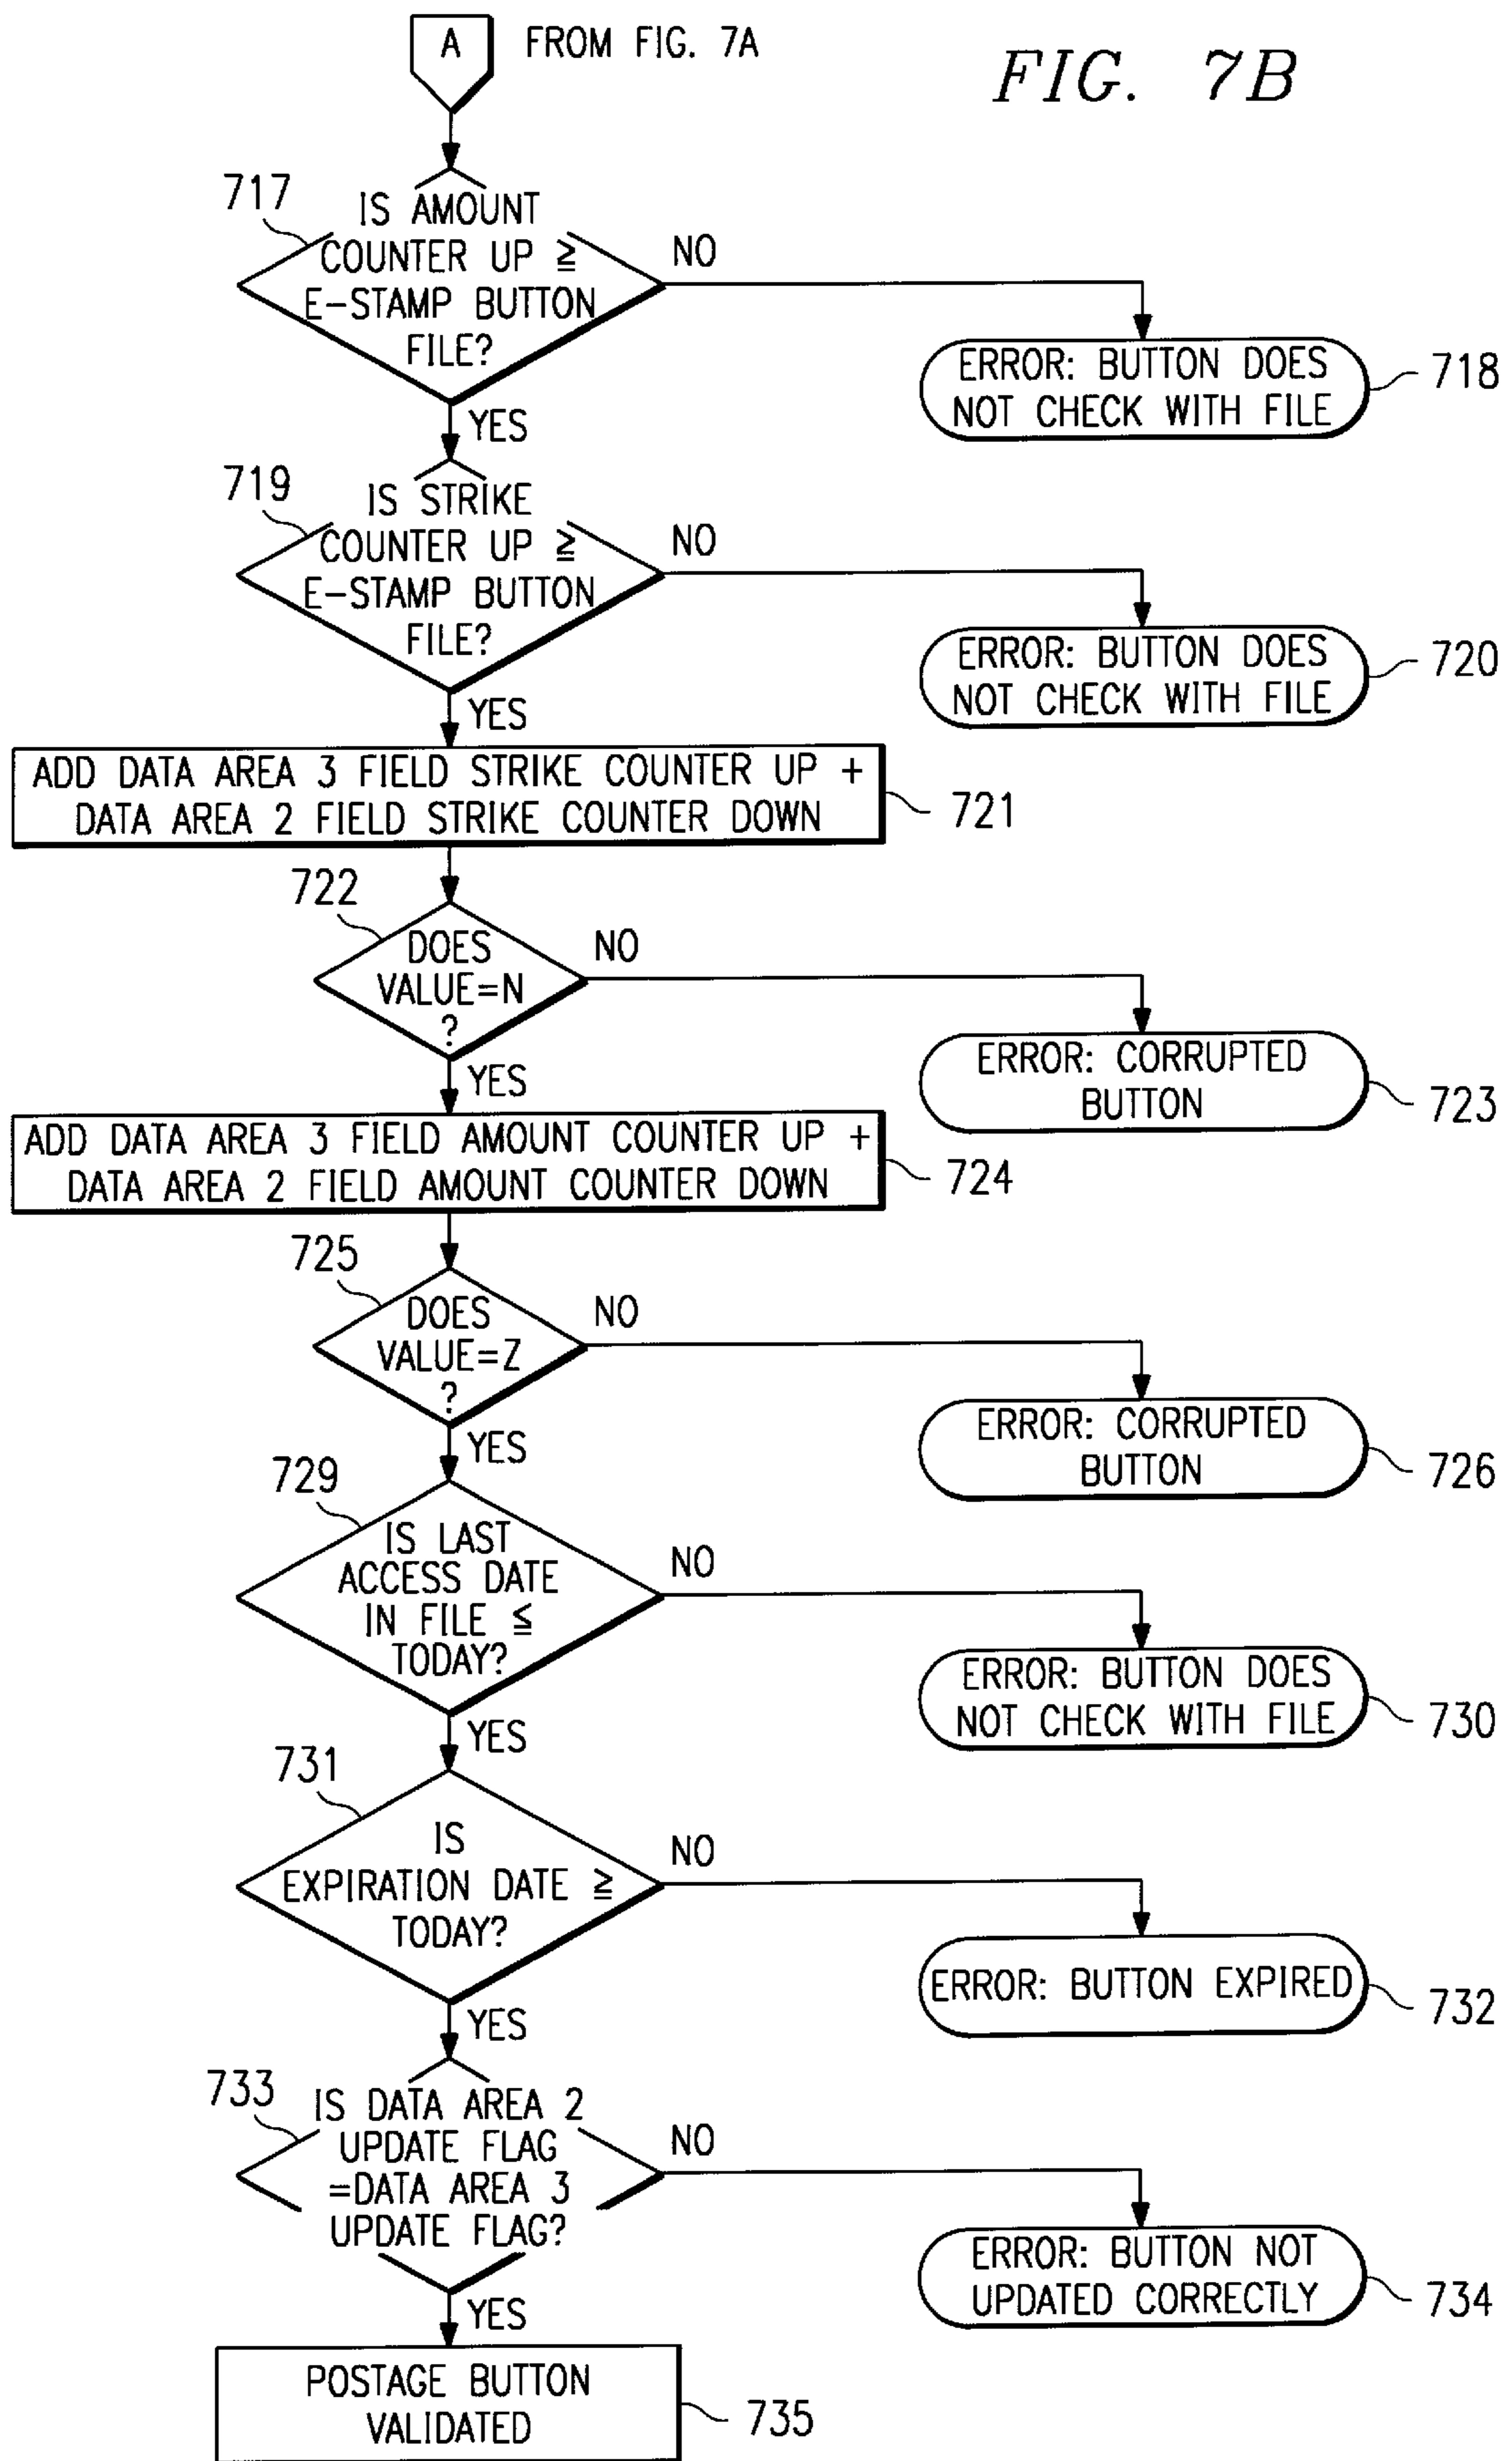 A FROM FIG. 7A
FIG. 7B
717
IS AMOUNT
COUNTER UP ≧
E-STAMP BUTTON
FILE?
NO
ERROR: BUTTON DOES
NOT CHECK WITH FILE
718
YES
719
IS STRIKE
COUNTER UP ≧
E-STAMP BUTTON
FILE?
NO
ERROR: BUTTON DOES
NOT CHECK WITH FILE
720
YES
ADD DATA AREA 3 FIELD STRIKE COUNTER UP +
DATA AREA 2 FIELD STRIKE COUNTER DOWN
721
722
DOES
VALUE=N
?
NO
ERROR: CORRUPTED
BUTTON
723
YES
ADD DATA AREA 3 FIELD AMOUNT COUNTER UP +
DATA AREA 2 FIELD AMOUNT COUNTER DOWN
724
725
DOES
VALUE=Z
?
NO
ERROR: CORRUPTED
BUTTON
726
YES
729
IS LAST
ACCESS DATE
IN FILE ≦
TODAY?
NO
ERROR: BUTTON DOES
NOT CHECK WITH FILE
730
YES
731
IS
EXPIRATION DATE ≧
TODAY?
NO
ERROR: BUTTON EXPIRED
732
YES
733
IS DATA AREA 2
UPDATE FLAG
=DATA AREA 3
UPDATE FLAG?
NO
ERROR: BUTTON NOT
UPDATED CORRECTLY
734
YES
POSTAGE BUTTON
VALIDATED
735